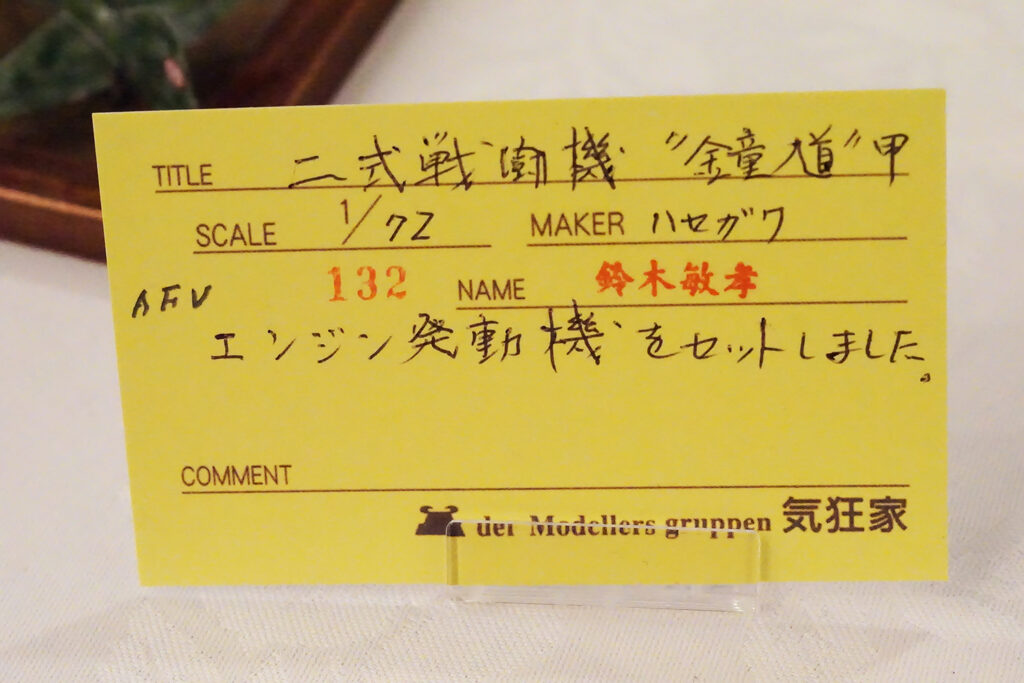 TITLE 二式戦闘機 "鐘馗" 甲
SCALE 1/72 MAKER ハセガワ
132 NAME 鈴木敏孝
AFV
エンジン発動機をセットしました。
COMMENT
der Modellers gruppen 気狂家